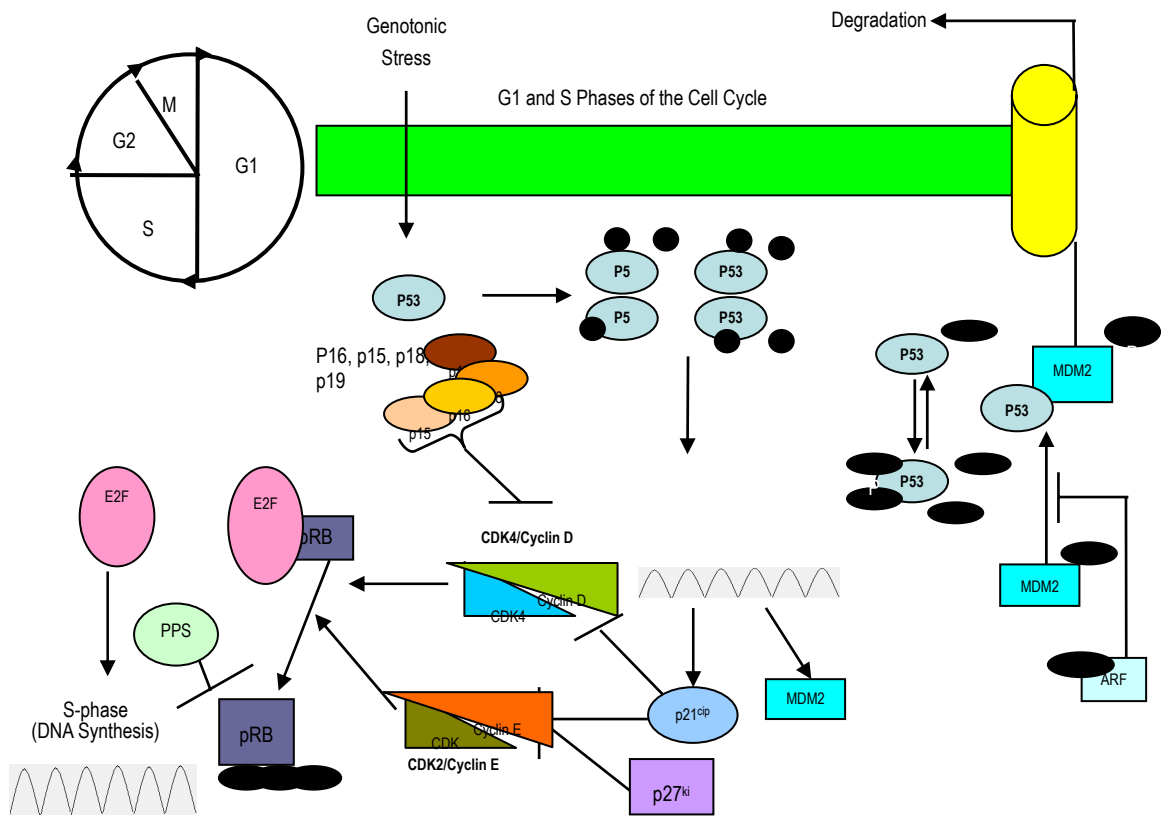 Degradation
Genotonic
Stress
G1 and S Phases of the Cell Cycle
M
G2
G1
S
P53
P5
P53
P5
P53
P16, p15, p18,
p19
p16
p15
P53
MDM2
P53
P53
E2F
E2F
pRB
CDK4/Cyclin D
Cyclin D
CDK4
MDM2
PPS
ARF
S-phase
(DNA Synthesis)
pRB
Cyclin E
CDK
CDK2/Cyclin E
p21cip
MDM2
p27ki